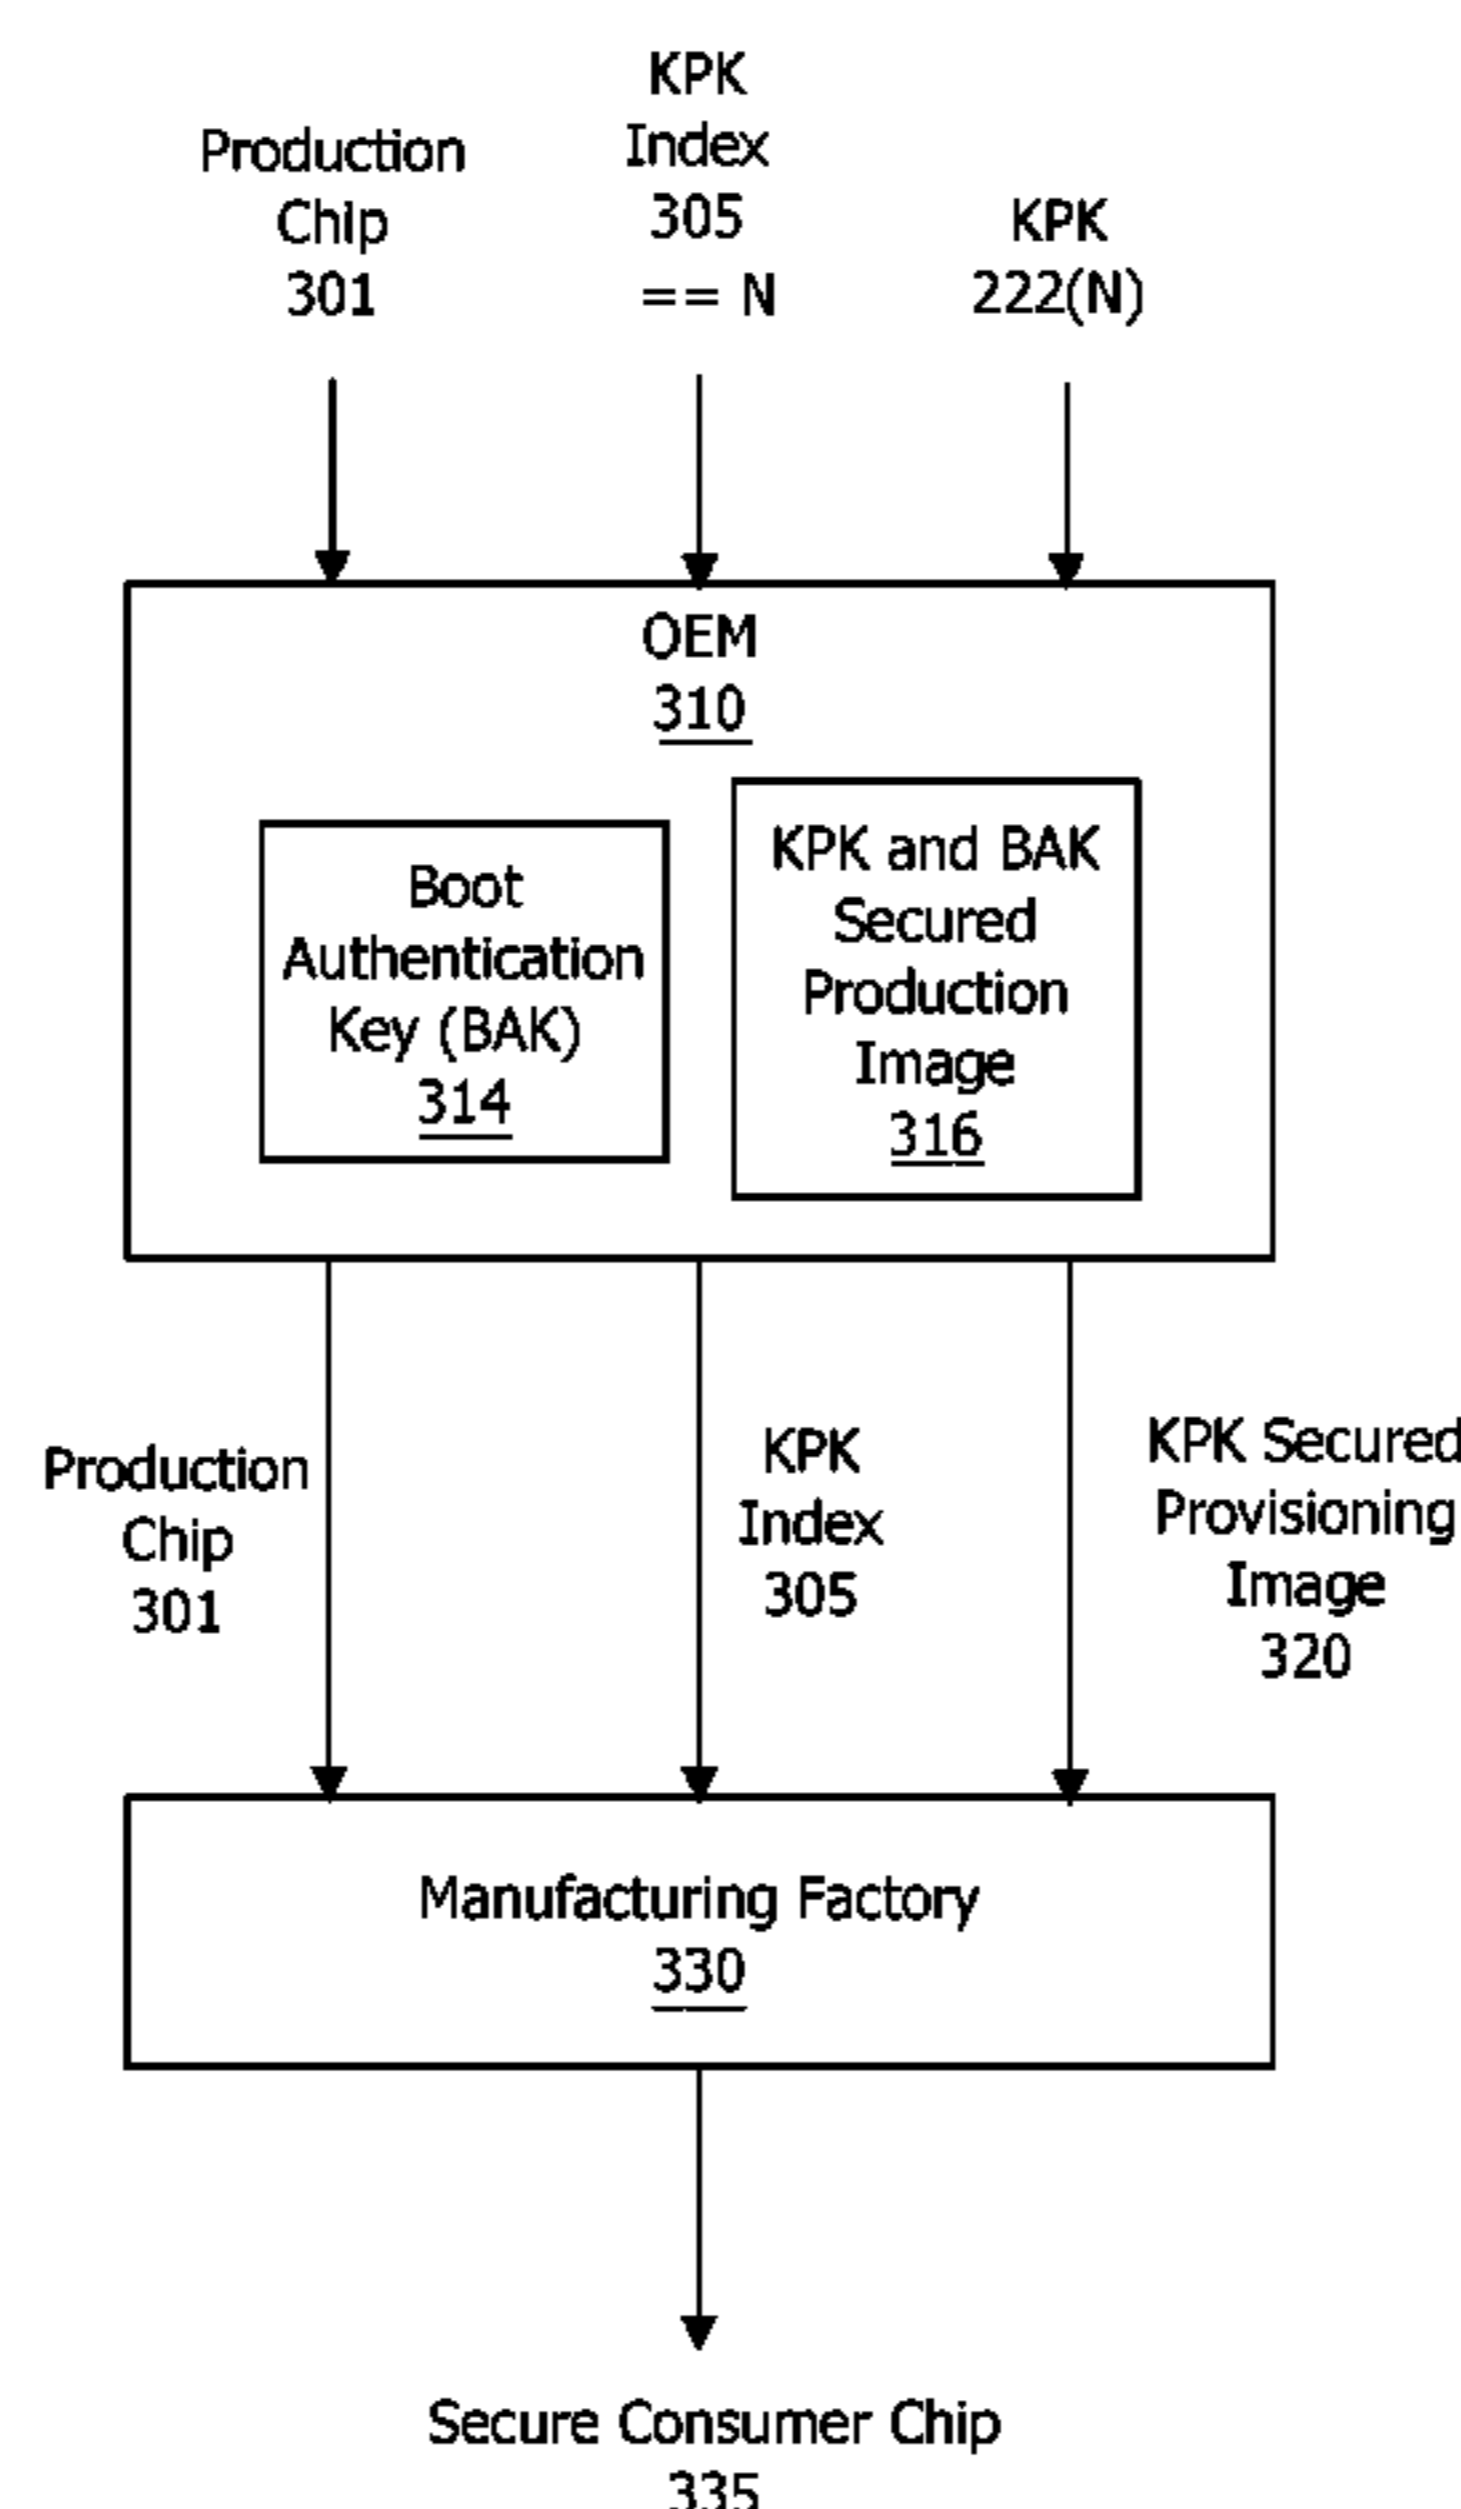 Production
Chip
301
KPK
Index
305
== N
KPK
222(N)
OEM
310
Boot
Authentication
Key (BAK)
314
KPK and BAK
Secured
Production
Image
316
Production
Chip
301
KPK
Index
305
KPK Secured
Provisioning
Image
320
Manufacturing Factory
330
Secure Consumer Chip
335